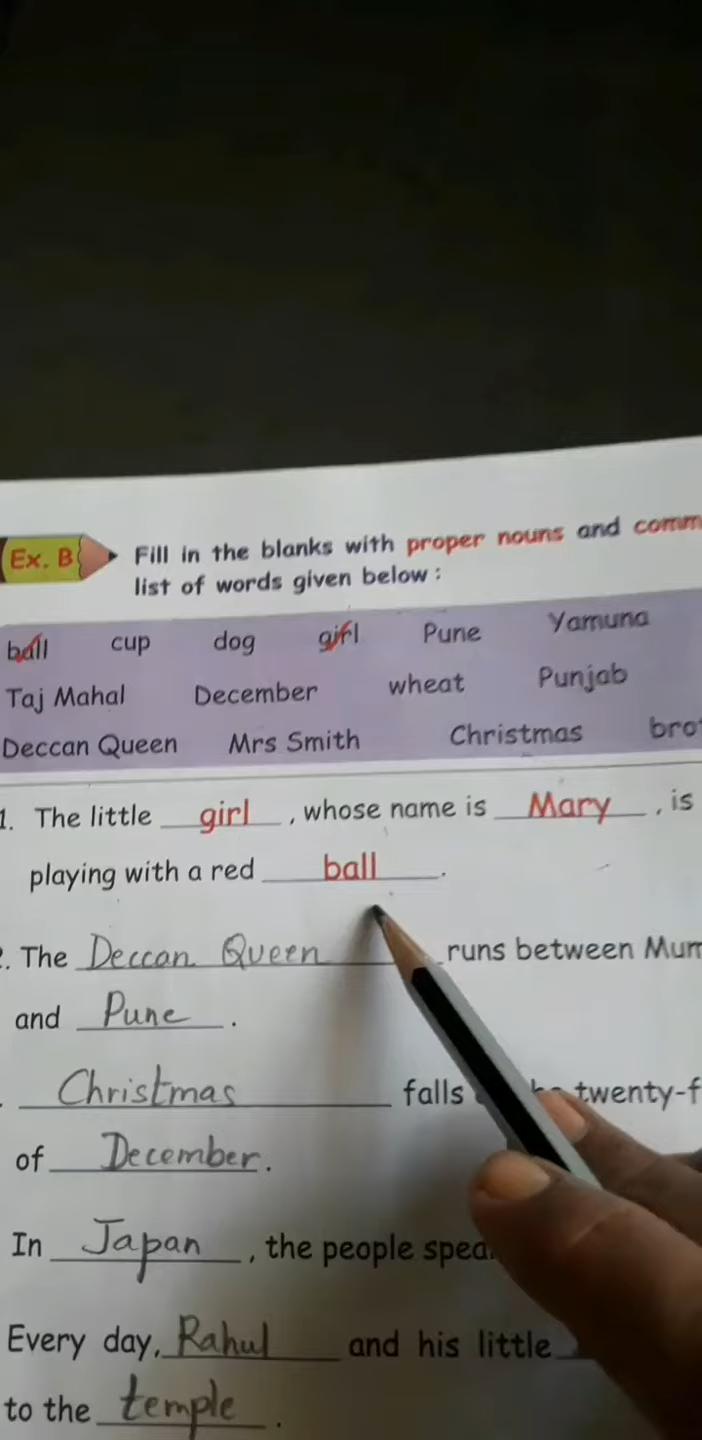 Ex. B Fill in the blanks with proper nouns and comm
list of words given below :
ball cup dog girl Pune Yamuna
Taj Mahal December wheat Punjab
Deccan Queen Mrs Smith Christmas bro
1. The little girl , whose name is Mary , is
playing with a red ball .
. The Deccan Queen runs between Mum
and Pune .
Christmas falls twenty-f
of December .
In Japan , the people
Every day, Rahul and his little
to the temple .